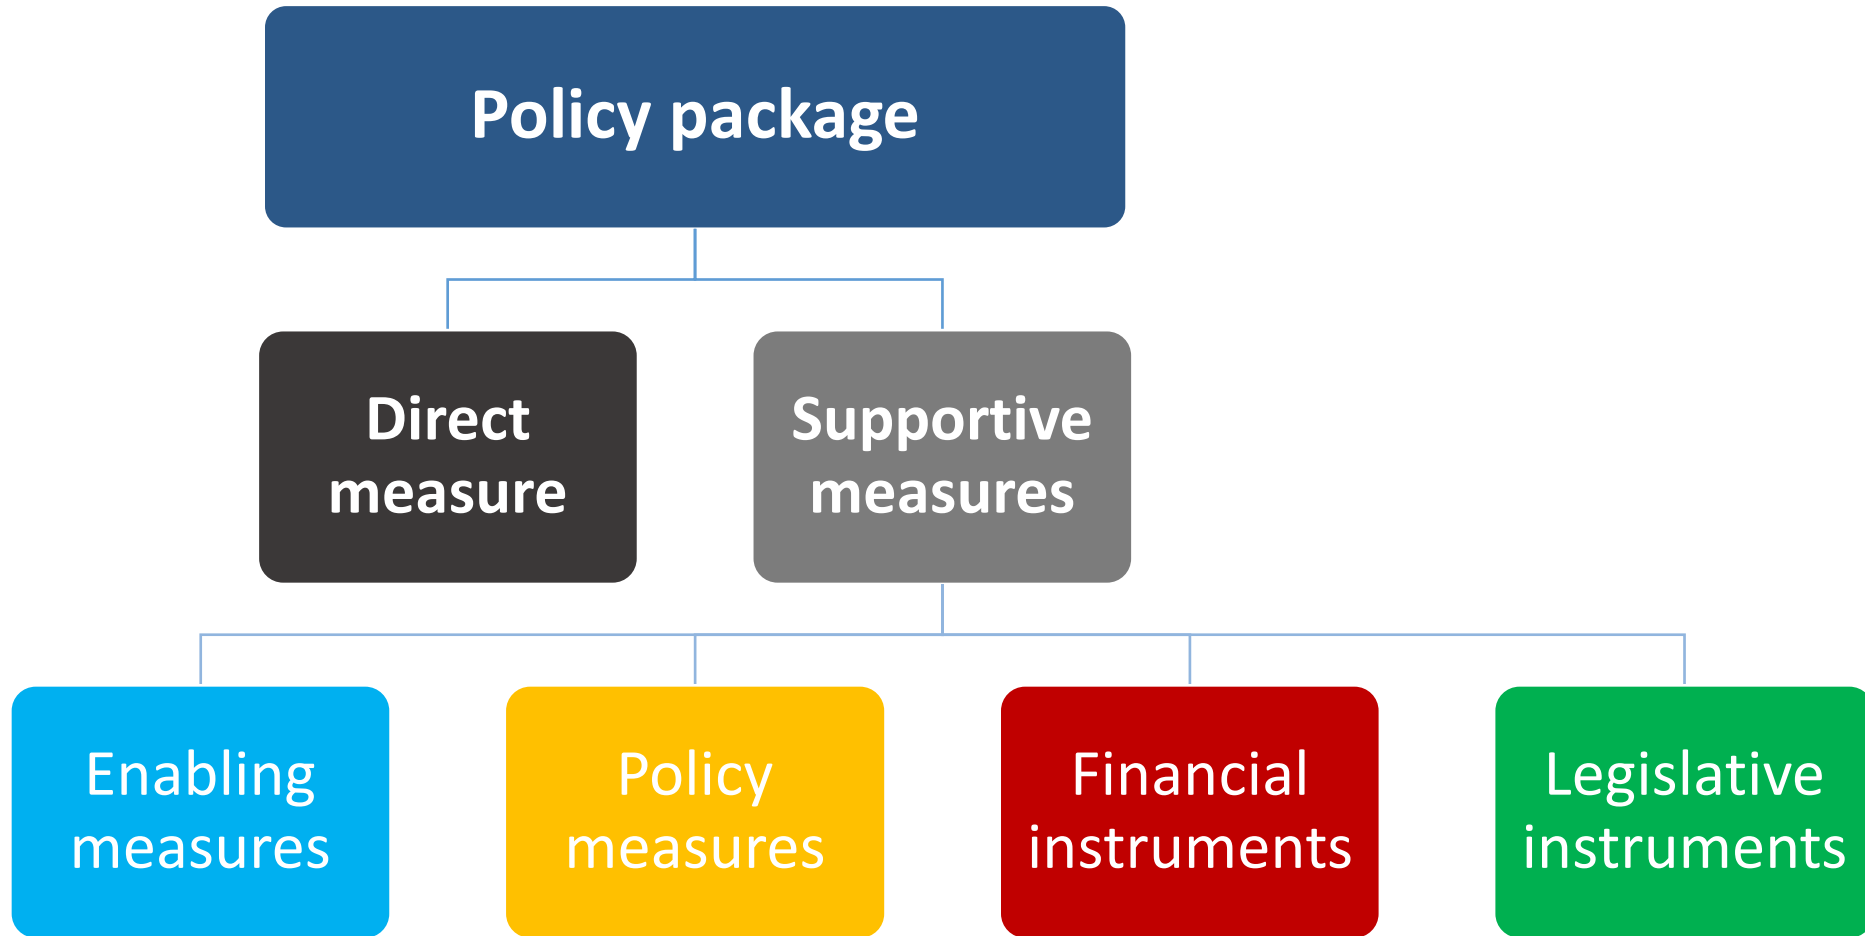 Policy package
Direct
measure
Supportive
measures
Enabling
measures
Policy
measures
Financial
instruments
Legislative
instruments